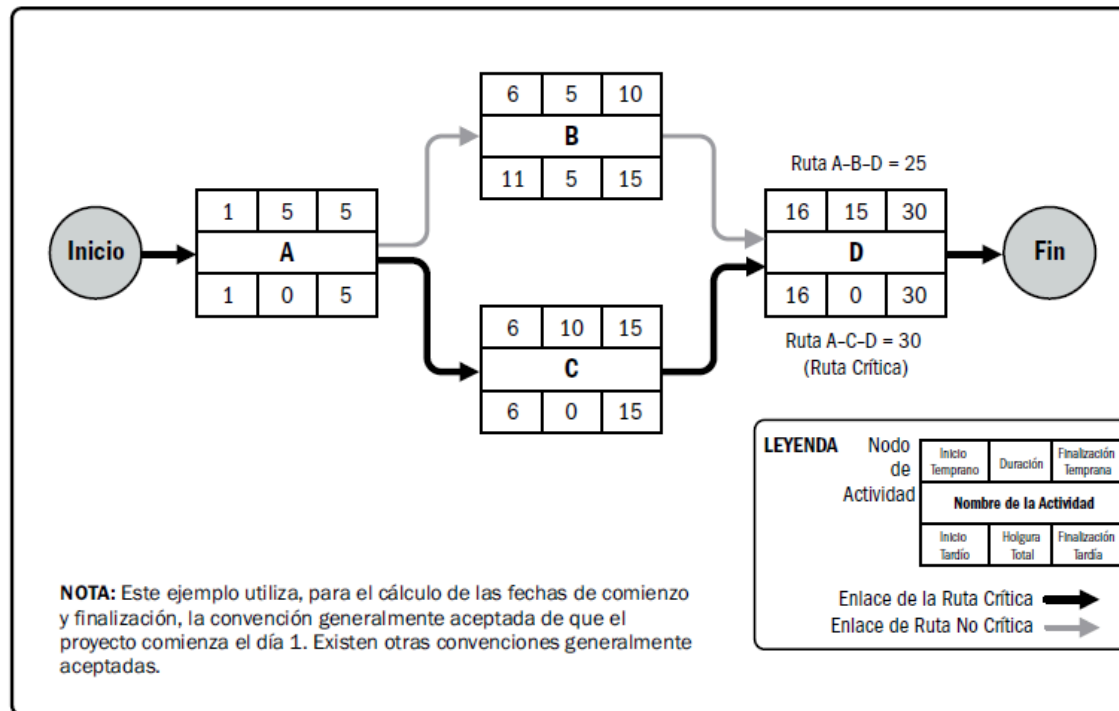 6 5 10
B
11 5 15
Ruta A–B–D = 25
Inicio
1 5 5
A
1 0 5
16 15 30
D
16 0 30
Fin
6 10 15
C
6 0 15
Ruta A–C–D = 30
(Ruta Crítica)
LEYENDA Nodo
de
Actividad
Inicio
Temprano
Duración
Finalización
Temprana
Nombre de la Actividad
Inicio
Tardío
Holgura
Total
Finalización
Tardía
Enlace de la Ruta Crítica
Enlace de Ruta No Crítica
NOTA: Este ejemplo utiliza, para el cálculo de las fechas de comienzo
y finalización, la convención generalmente aceptada de que el
proyecto comienza el día 1. Existen otras convenciones generalmente
aceptadas.